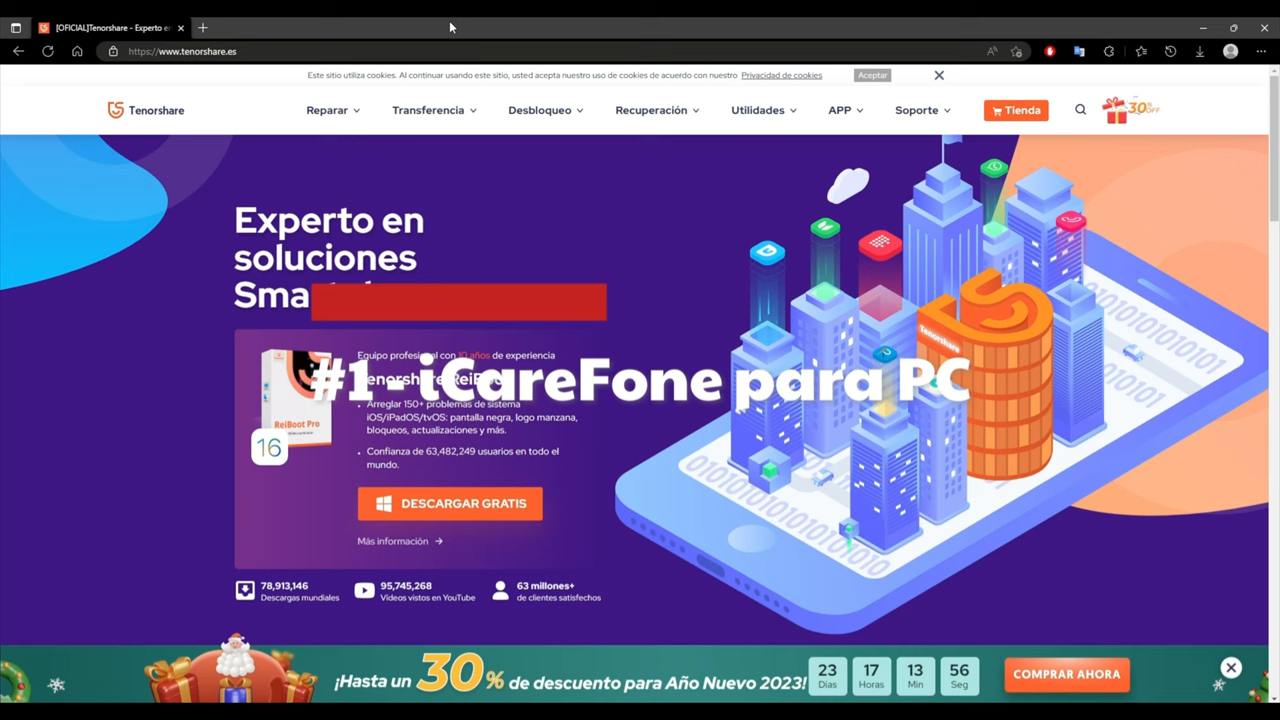 [OFICIAL]Tenorshare - Experto en
https://www.tenorshare.es
Este sitio utiliza cookies. Al continuar usando este sitio, usted acepta nuestro uso de cookies de acuerdo con nuestro Privacidad de cookies
Aceptar
Tenorshare
Reparar
Transferencia
Desbloqueo
Recuperación
Utilidades
APP
Soporte
Tienda
30% OFF
Experto en
soluciones
Sma
Equipo profesional con 10 años de experiencia
Tenorshare ReiBoot
#1 - iCareFone para PC
Arreglar 150+ problemas de sistema
iOS/iPadOS/tvOS: pantalla negra, logo manzana,
bloqueos, actualizaciones y más.
ReiBoot Pro
16
Confianza de 63,482,249 usuarios en todo el
mundo.
DESCARGAR GRATIS
Más información
78,913,146
Descargas mundiales
95,745,268
Vídeos vistos en YouTube
63 millones+
de clientes satisfechos
Tenorshare
¡Hasta un 30% de descuento para Año Nuevo 2023!
23
Días
17
Horas
13
Min
56
Seg
COMPRAR AHORA